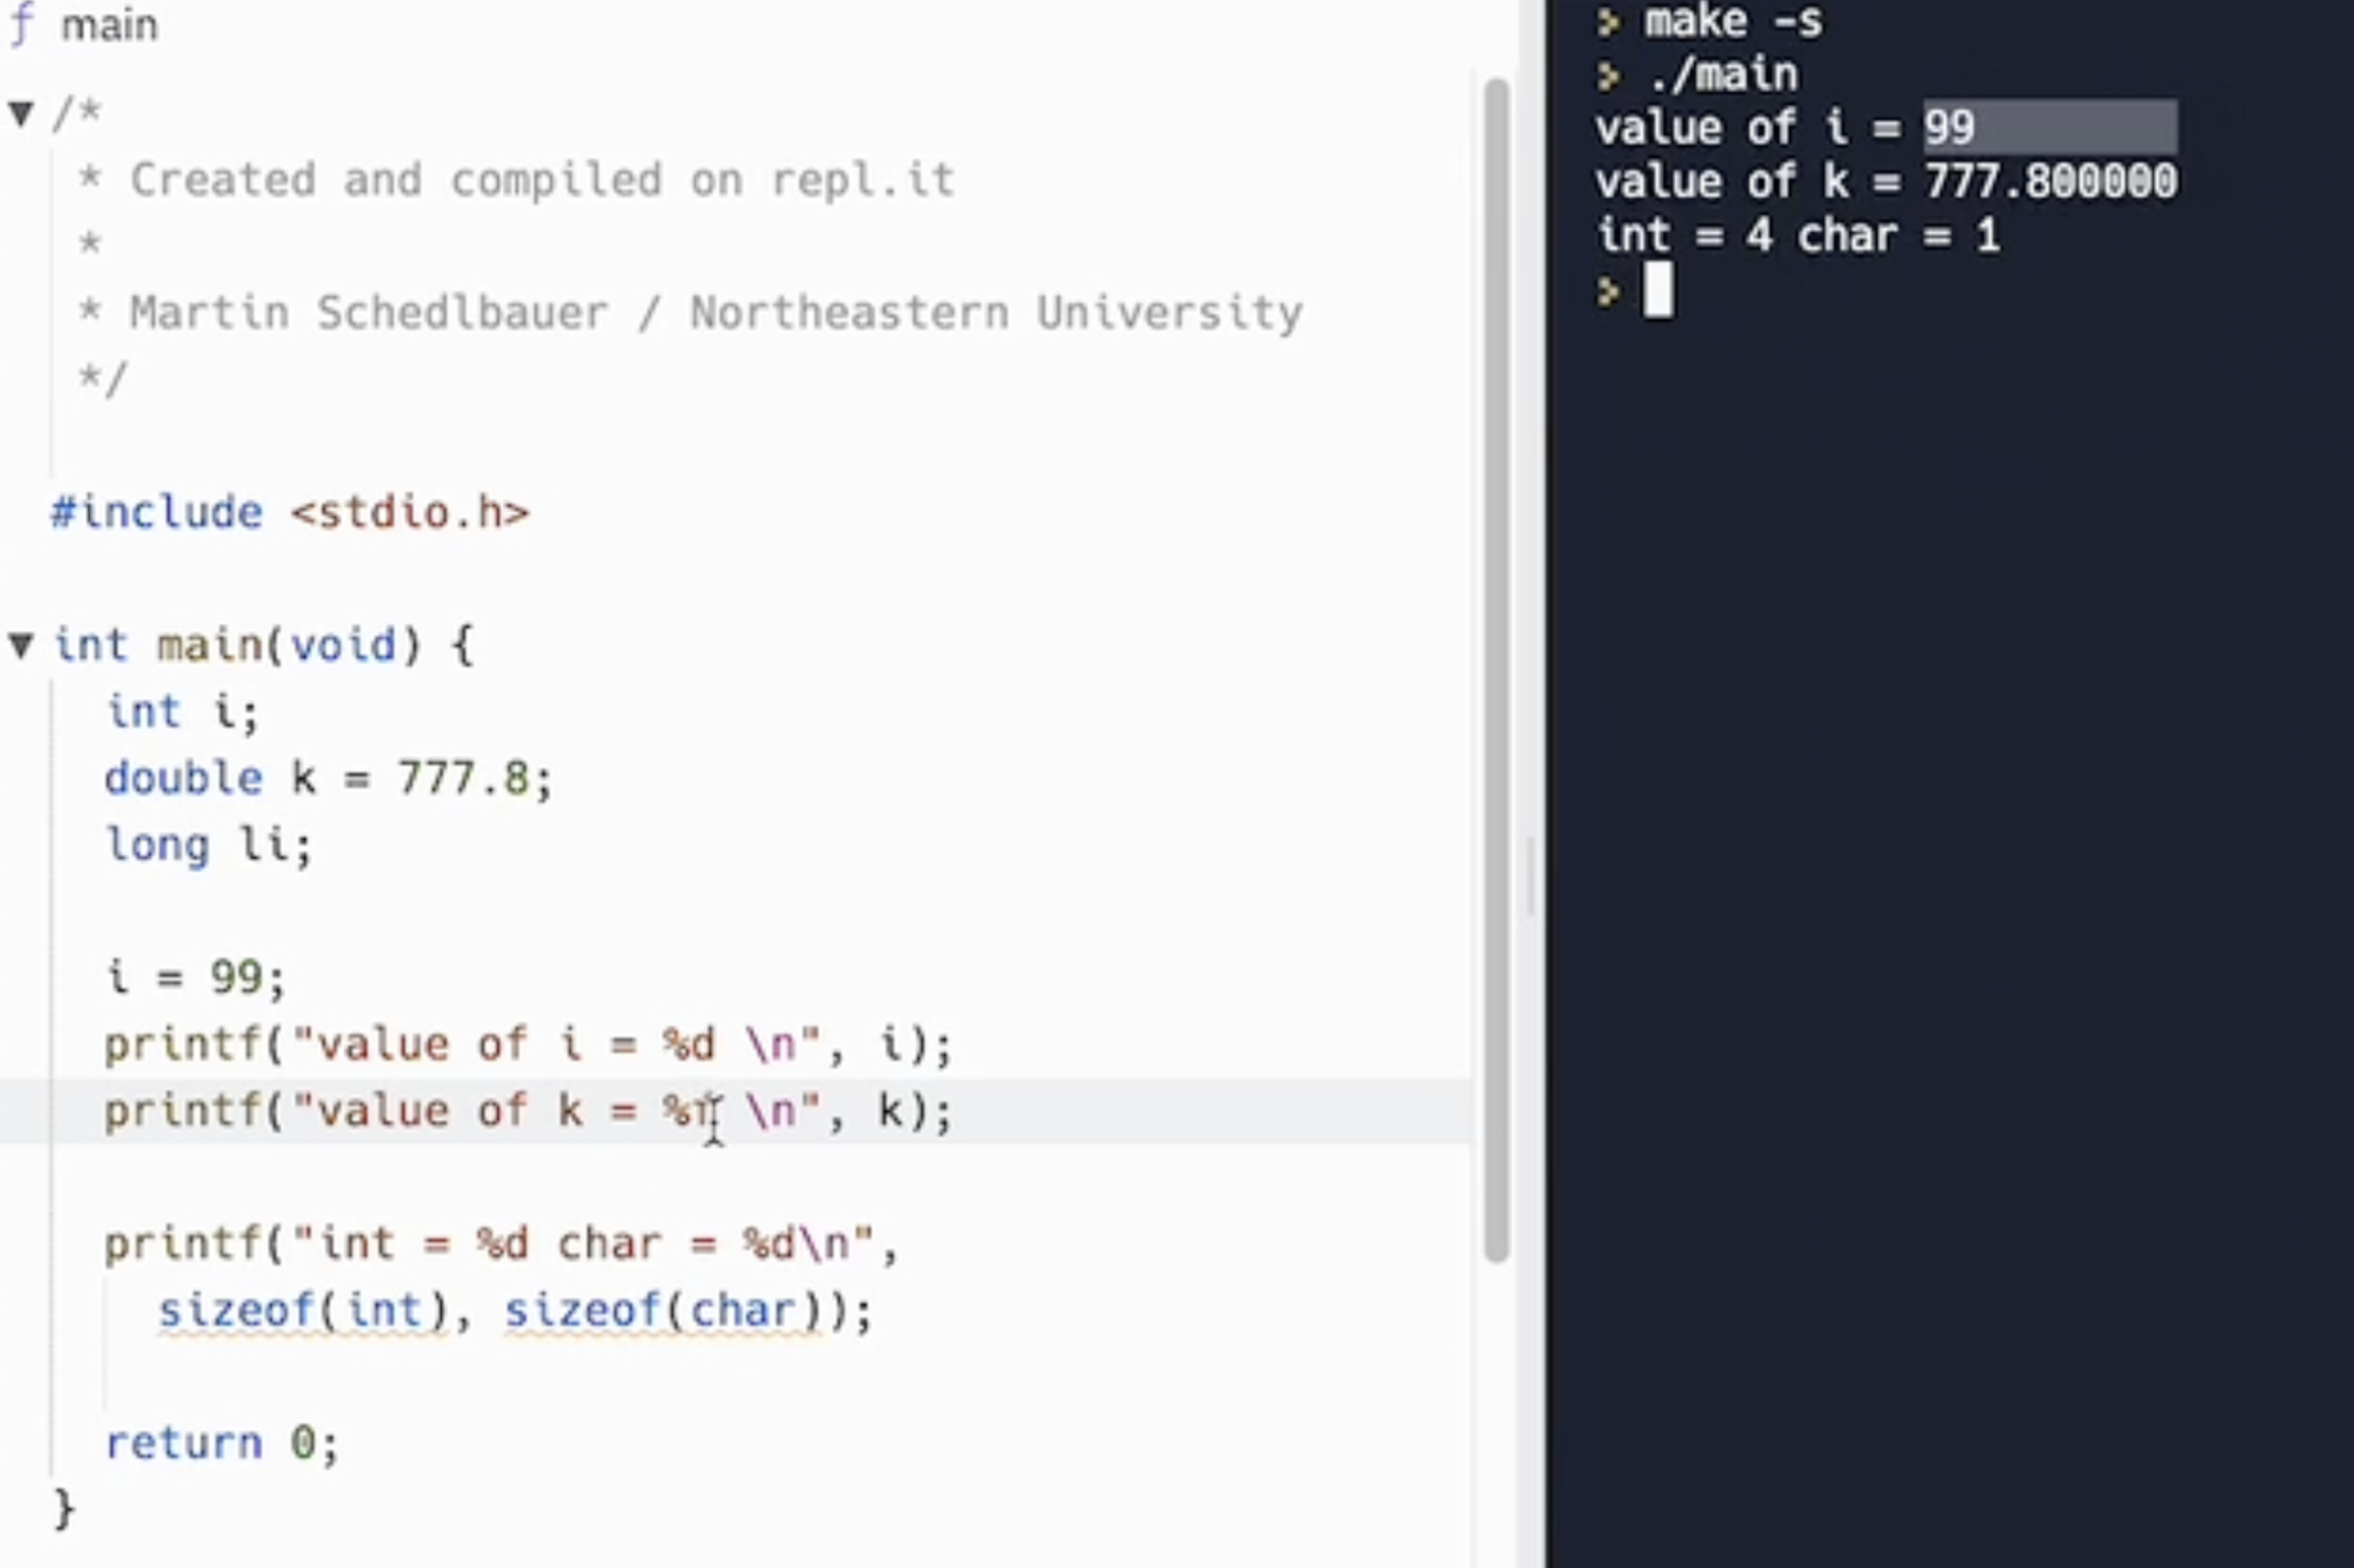 f main
/*
* Created and compiled on repl.it
*
* Martin Schedlbauer / Northeastern University
*/
#include <stdio.h>
int main(void) {
int i;
double k = 777.8;
long li;
i = 99;
printf("value of i = %d \n", i);
printf("value of k = %f \n", k);
printf("int = %d char = %d\n",
sizeof(int), sizeof(char));
return 0;
}
make -s
./main
value of i = 99
value of k = 777.800000
int = 4 char = 1